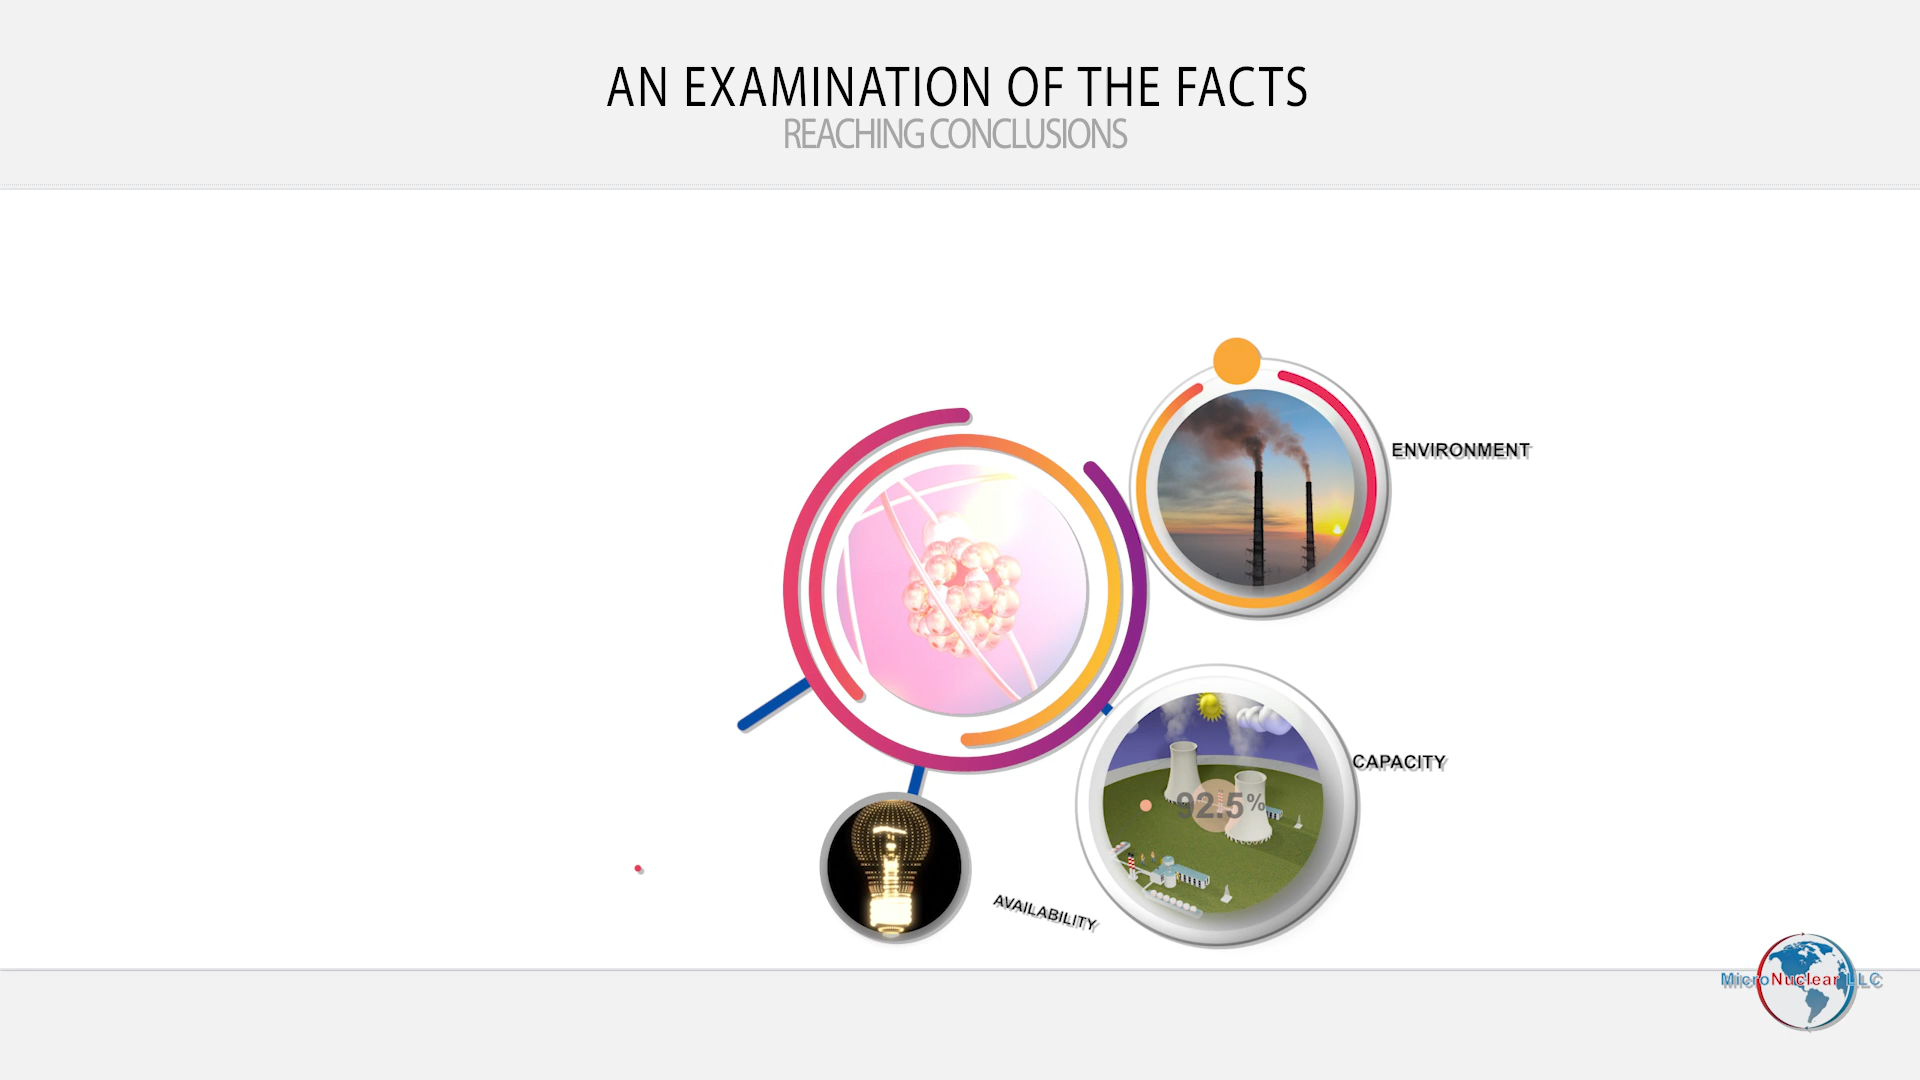 AN EXAMINATION OF THE FACTS
REACHING CONCLUSIONS
ENVIRONMENT
CAPACITY
92.5%
AVAILABILITY
MicroNuclear LLC